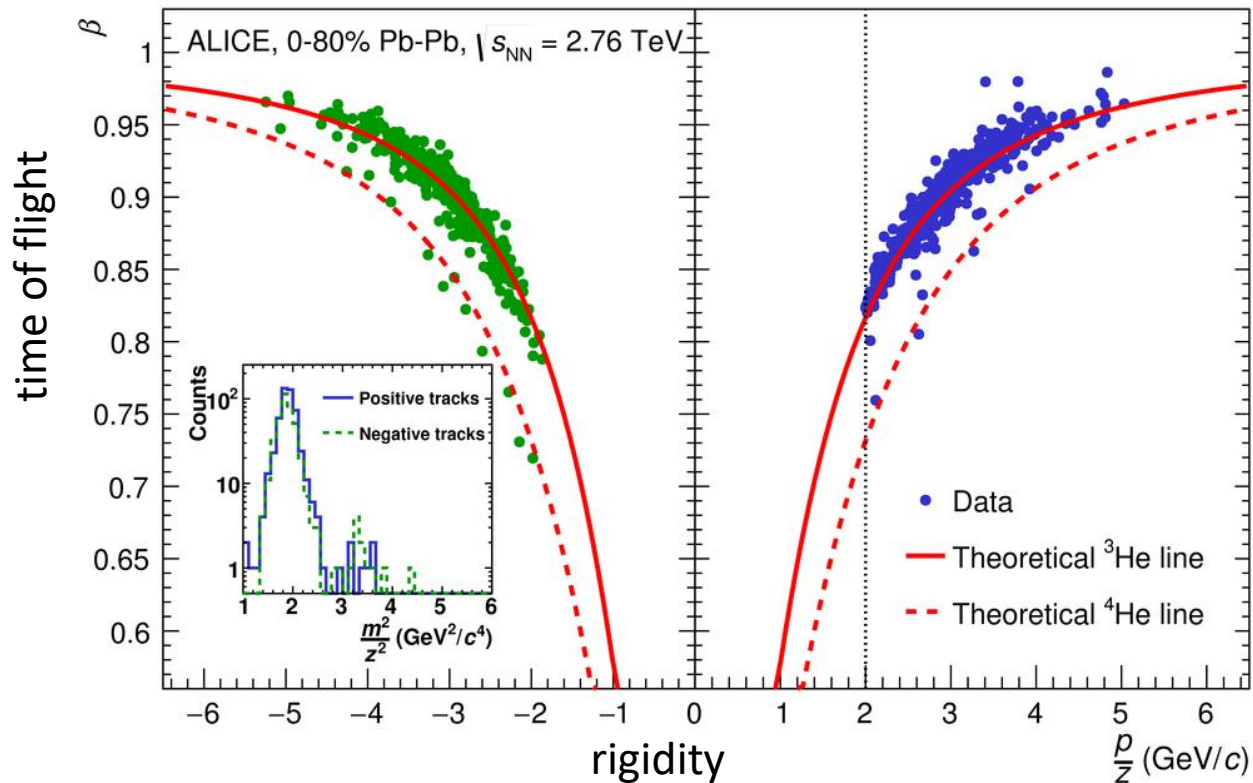 β
ALICE, 0-80% Pb-Pb, √s_NN = 2.76 TeV
1
0.95
0.9
0.85
0.8
0.75
0.7
0.65
0.6
time of flight
Counts
10²
10
1
Positive tracks
Negative tracks
1 2 3 4 5 6
m²/z² (GeV²/c⁴)
Data
Theoretical ³He line
Theoretical ⁴He line
−6 −5 −4 −3 −2 −1 0 1 2 3 4 5 6
rigidity
p/z (GeV/c)